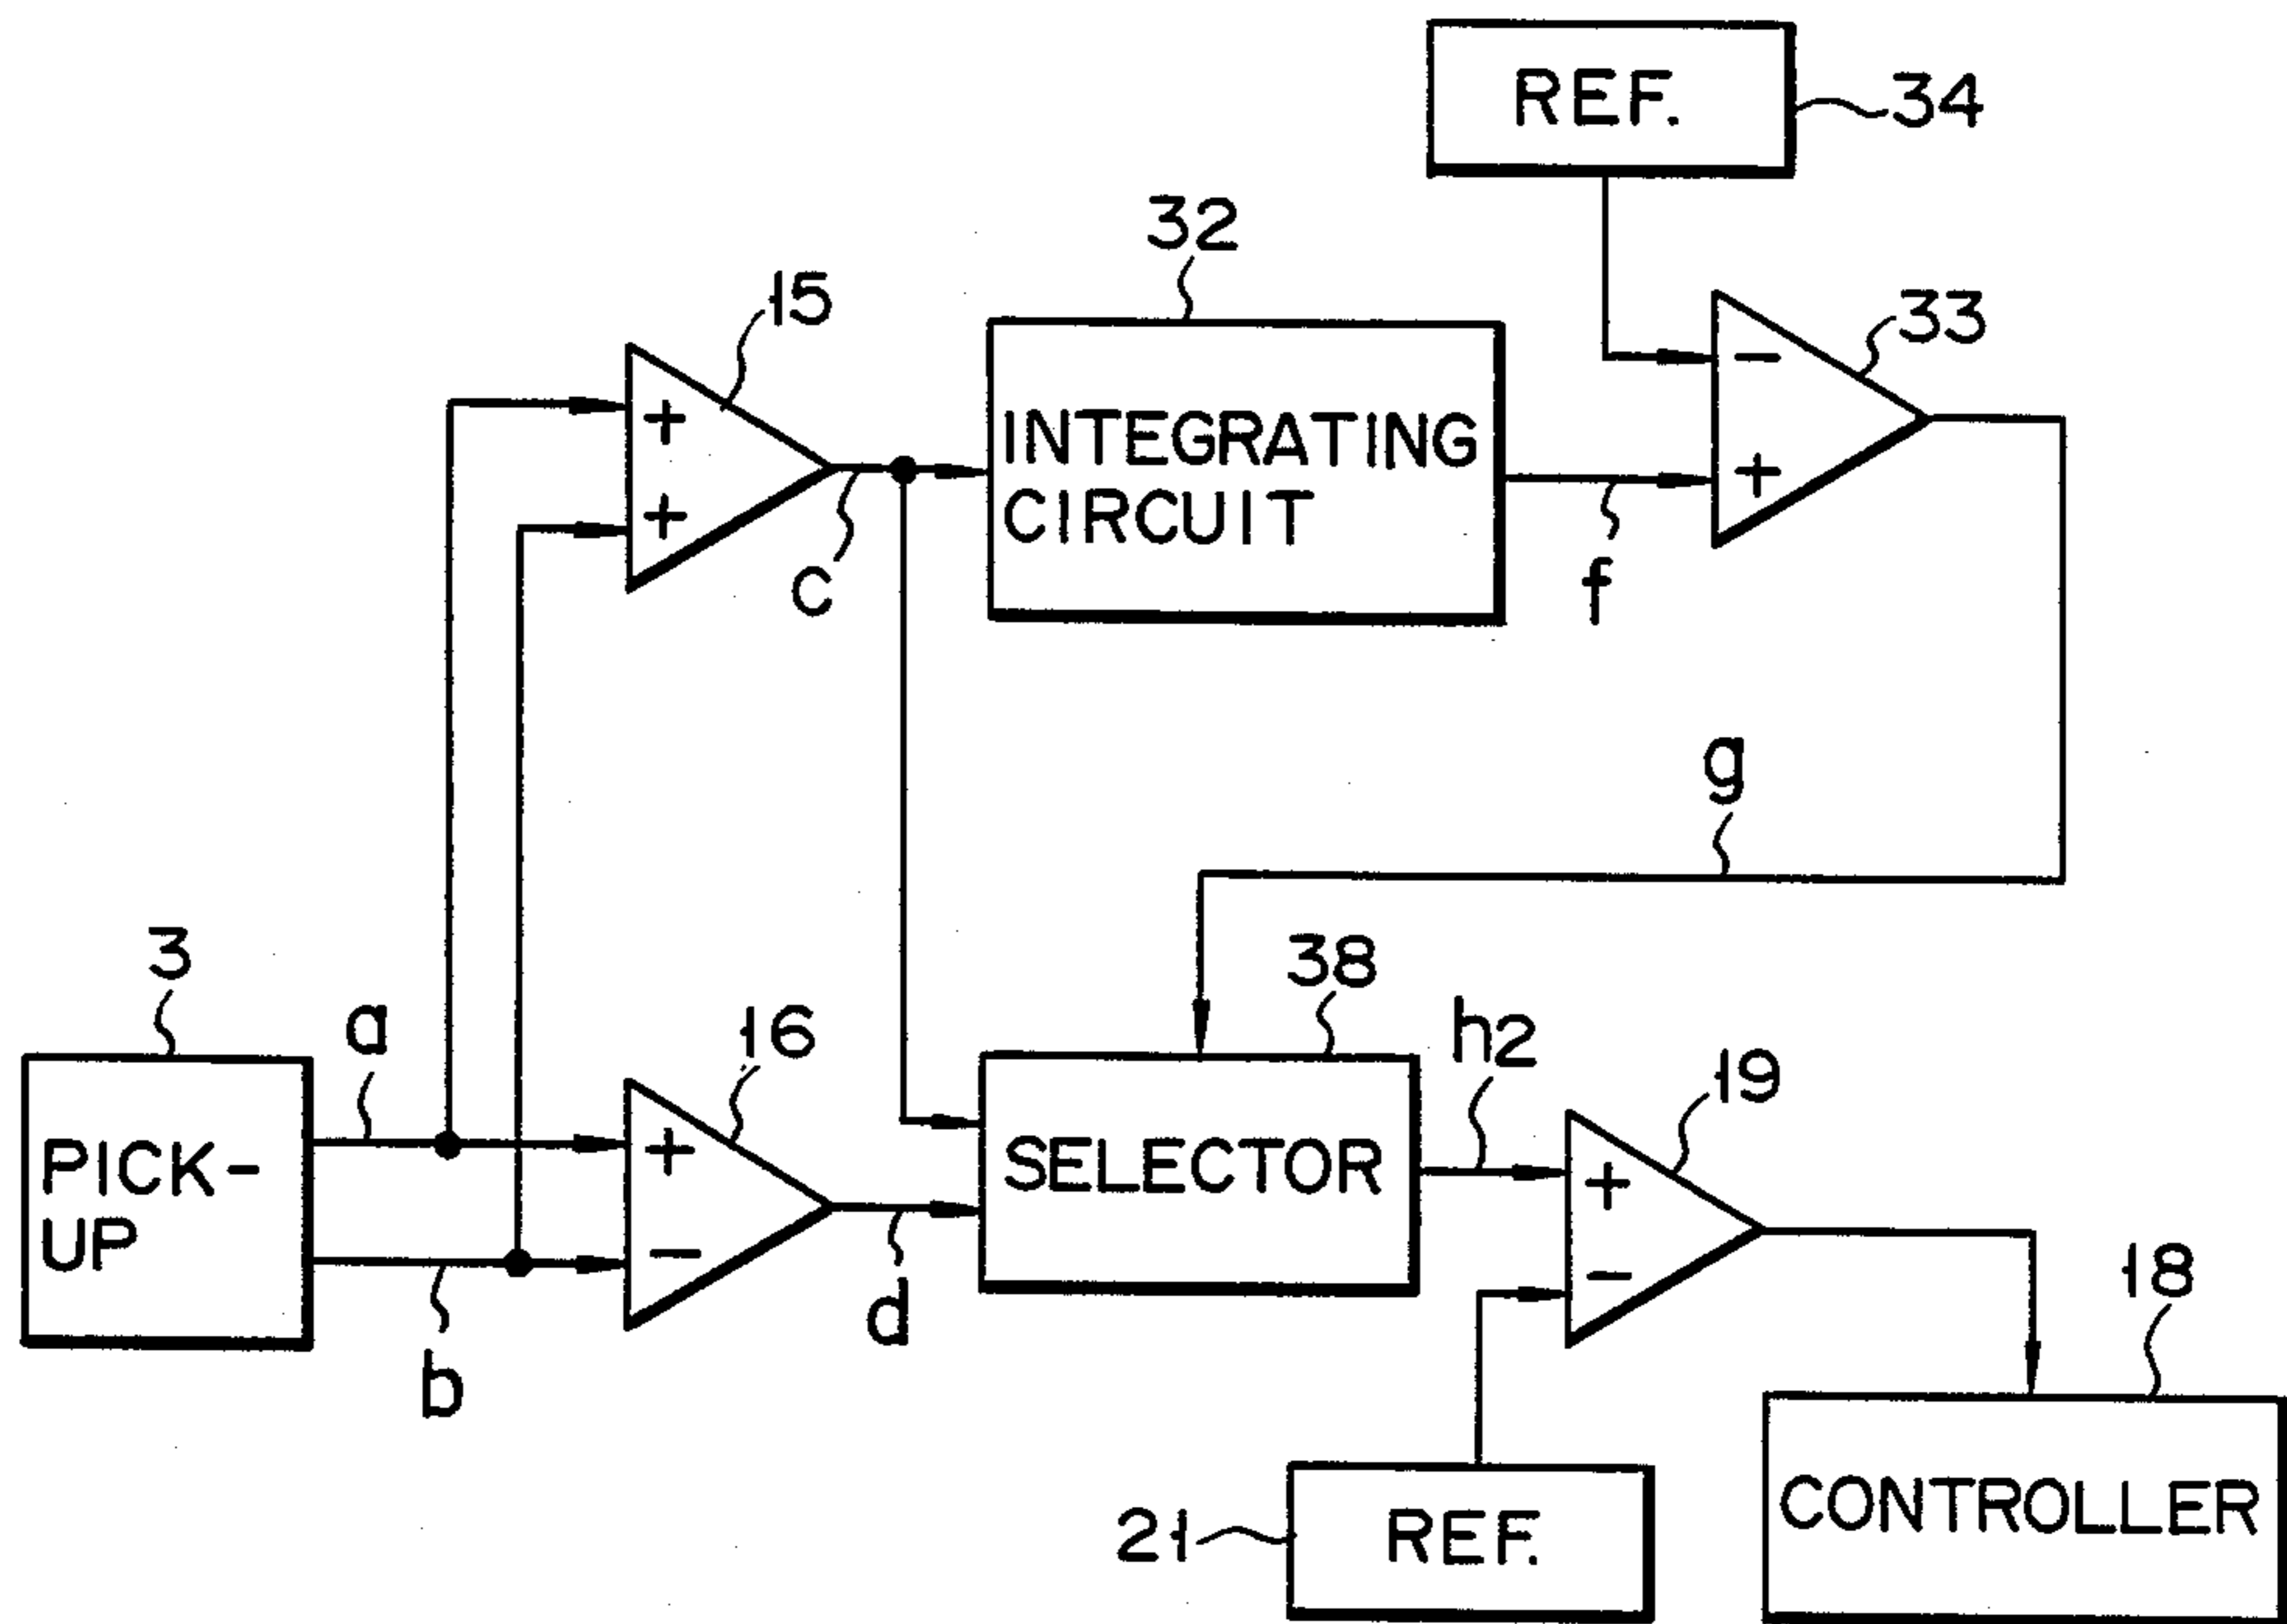 REF.
34
32
15
33
+
-
+
+
INTEGRATING
CIRCUIT
c
f
g
3
a
16
38
h2
19
PICK-
UP
+
-
SELECTOR
+
-
d
b
18
21
REF.
CONTROLLER